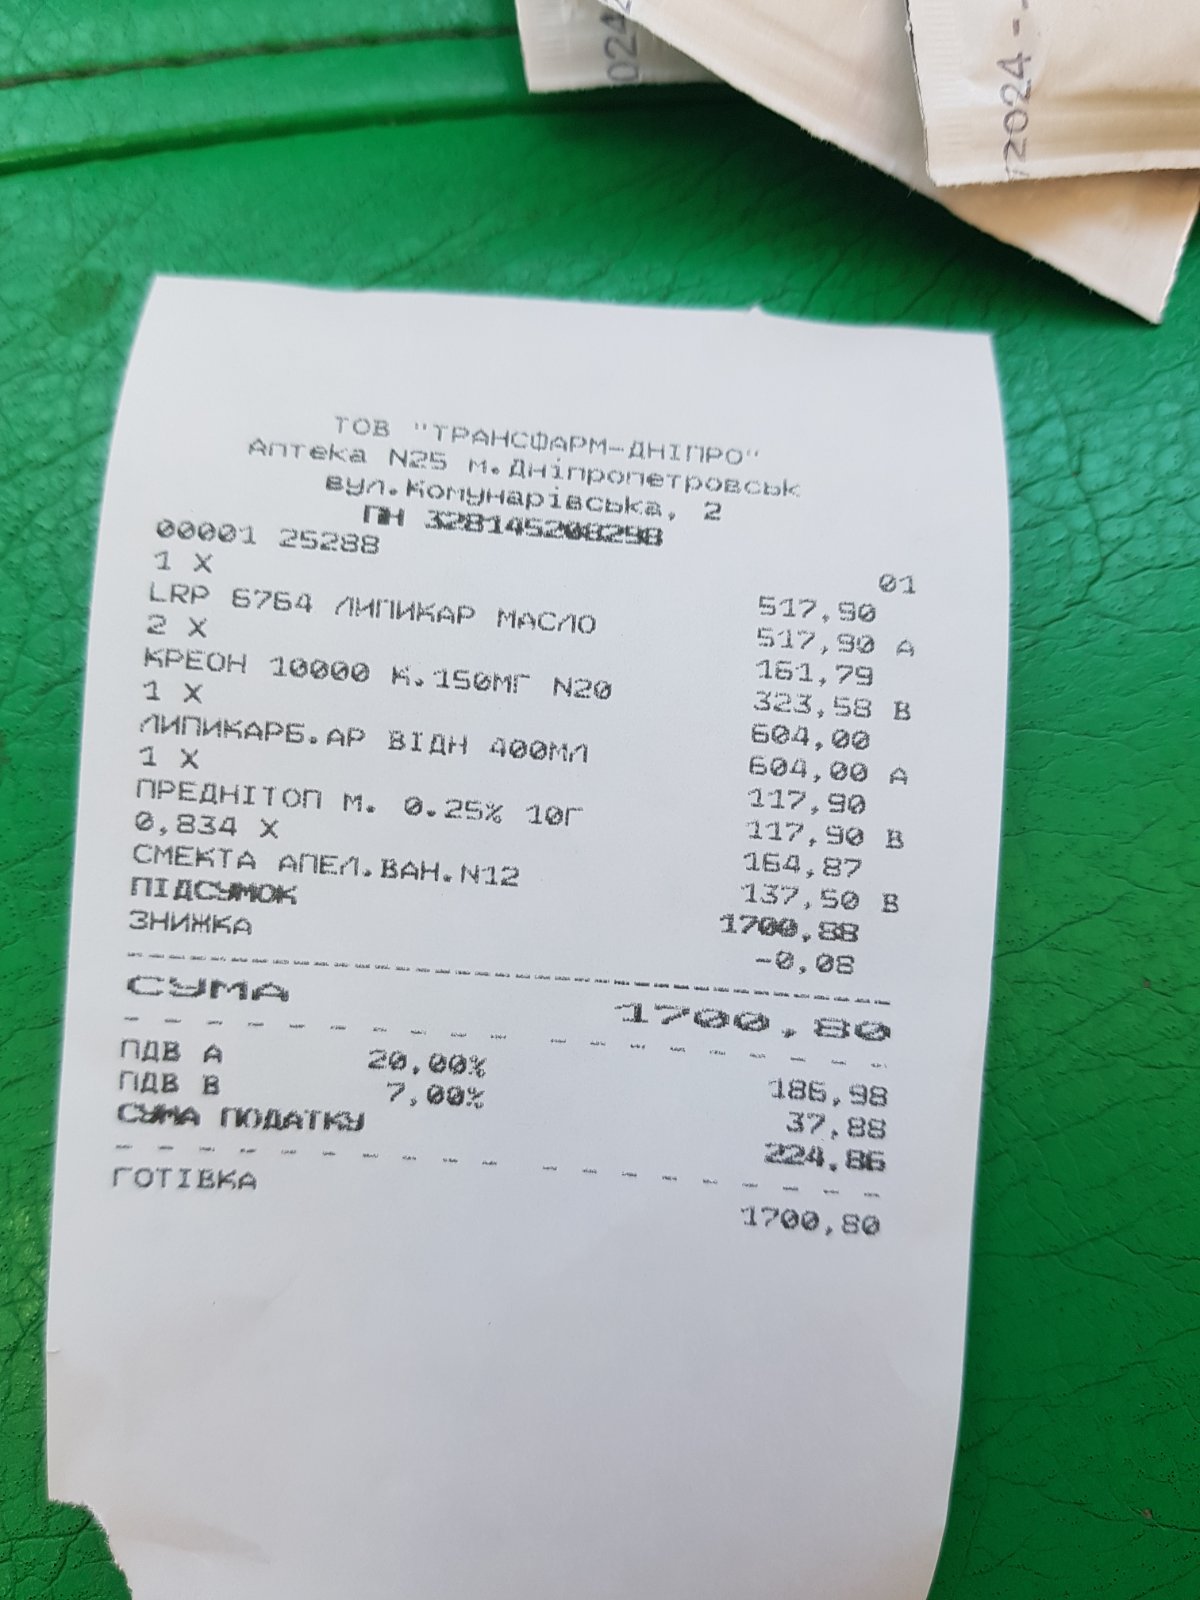 024
/2024 -
ТОВ "ТРАНСФАРМ-ДНІПРО"
Аптека N25 м.Дніпропетровськ
вул.Комунарівська, 2
ПН 328145208298
00001 25288 01
1 X 517,90
LRP 6764 ЛИПИКАР МАСЛО 517,90 А
2 X 161,79
КРЕОН 10000 К.150МГ N20 323,58 В
1 X 604,00
ЛИПИКАРБ.АР ВІДН 400МЛ 604,00 А
1 X 117,90
ПРЕДНІТОП М. 0.25% 10Г 117,90 В
0,834 X 164,87
СМЕКТА АПЕЛ.ВАН.N12 137,50 В
ПІДСУМОК 1700,88
ЗНИЖКА -0,08
СУМА 1700,80
ПДВ А 20,00% 186,98
ПДВ В 7,00% 37,88
СУМА ПОДАТКУ 224,86
ГОТІВКА 1700,80